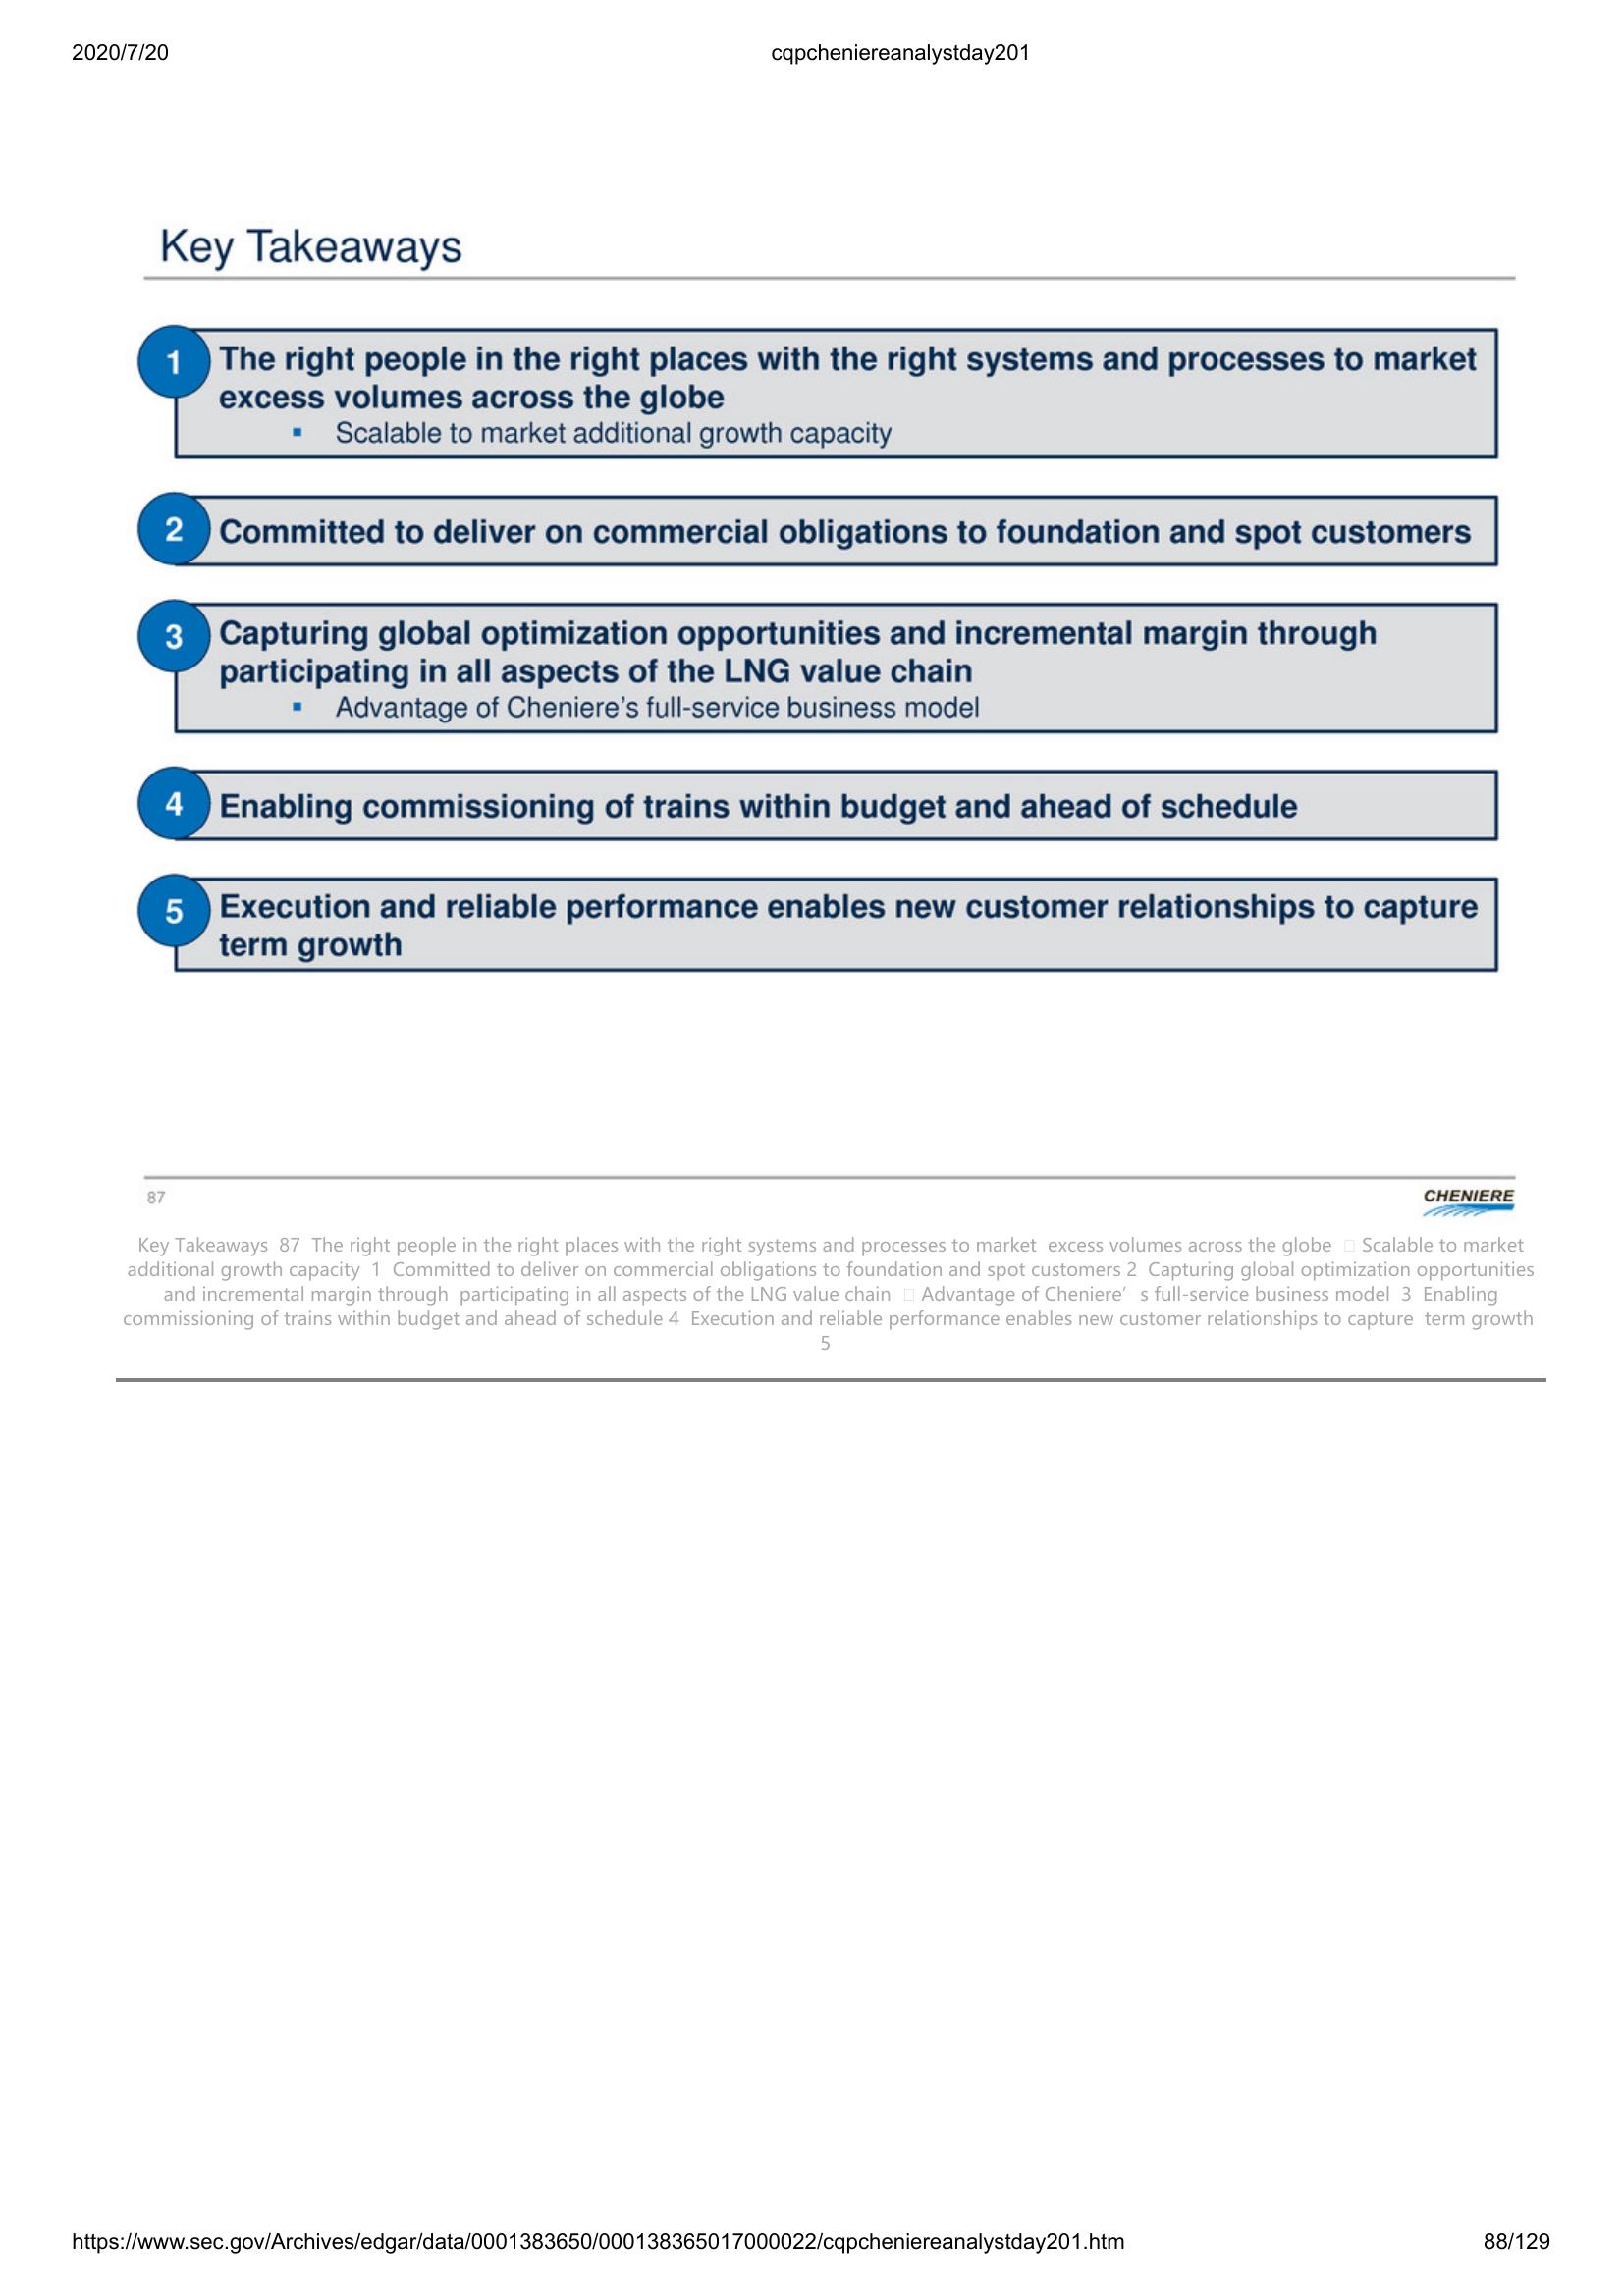 2020/7/20 cqpcheniereanalystday201
Key Takeaways
1 The right people in the right places with the right systems and processes to market
excess volumes across the globe
▪ Scalable to market additional growth capacity
2 Committed to deliver on commercial obligations to foundation and spot customers
3 Capturing global optimization opportunities and incremental margin through
participating in all aspects of the LNG value chain
▪ Advantage of Cheniere’s full-service business model
4 Enabling commissioning of trains within budget and ahead of schedule
5 Execution and reliable performance enables new customer relationships to capture
term growth
87 CHENIERE
Key Takeaways 87 The right people in the right places with the right systems and processes to market excess volumes across the globe □ Scalable to market
additional growth capacity 1 Committed to deliver on commercial obligations to foundation and spot customers 2 Capturing global optimization opportunities
and incremental margin through participating in all aspects of the LNG value chain □ Advantage of Cheniere’ s full-service business model 3 Enabling
commissioning of trains within budget and ahead of schedule 4 Execution and reliable performance enables new customer relationships to capture term growth
5
https://www.sec.gov/Archives/edgar/data/0001383650/000138365017000022/cqpcheniereanalystday201.htm 88/129